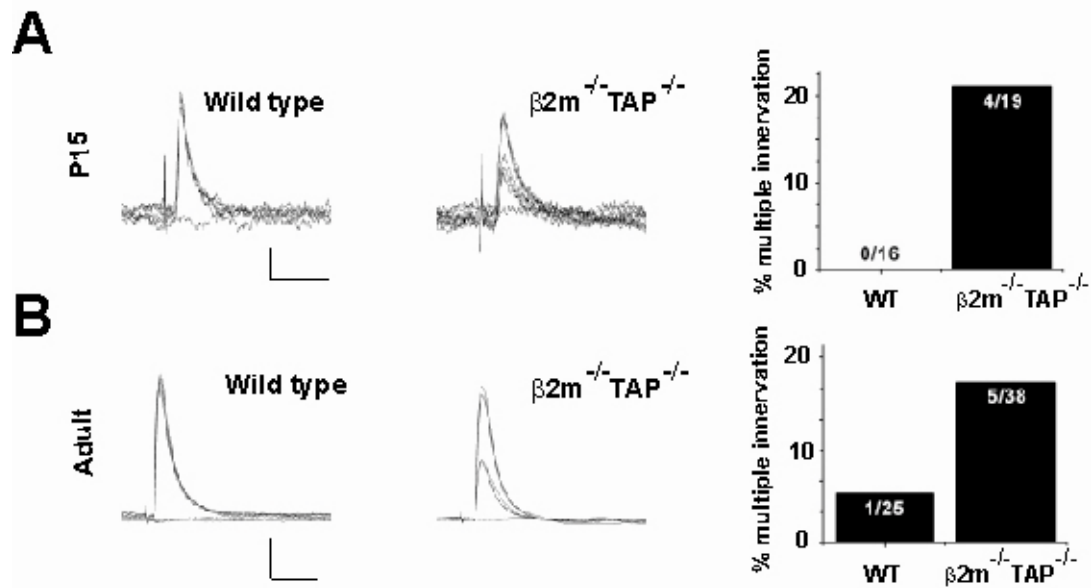 A
P15
Wild type
β2m-/-TAP-/-
% multiple innervation
20
10
0
0/16
4/19
WT
β2m-/-TAP-/-
B
Adult
Wild type
β2m-/-TAP-/-
% multiple innervation
20
10
0
1/25
5/38
WT
β2m-/-TAP-/-